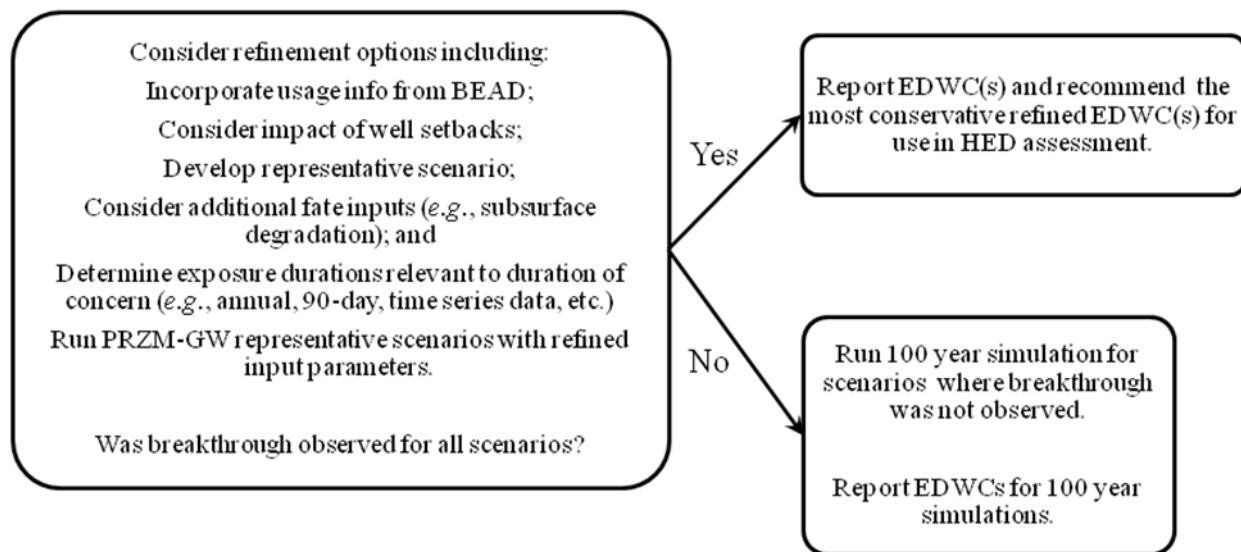 Consider refinement options including:
Incorporate usage info from BEAD;
Consider impact of well setbacks;
Develop representative scenario;
Consider additional fate inputs (e.g., subsurface
degradation); and
Determine exposure durations relevant to duration of
concern (e.g., annual, 90-day, time series data, etc.)
Run PRZM-GW representative scenarios with refined
input parameters.
Was breakthrough observed for all scenarios?
Yes
Report EDWC(s) and recommend the
most conservative refined EDWC(s) for
use in HED assessment.
No
Run 100 year simulation for
scenarios where breakthrough
was not observed.
Report EDWCs for 100 year
simulations.